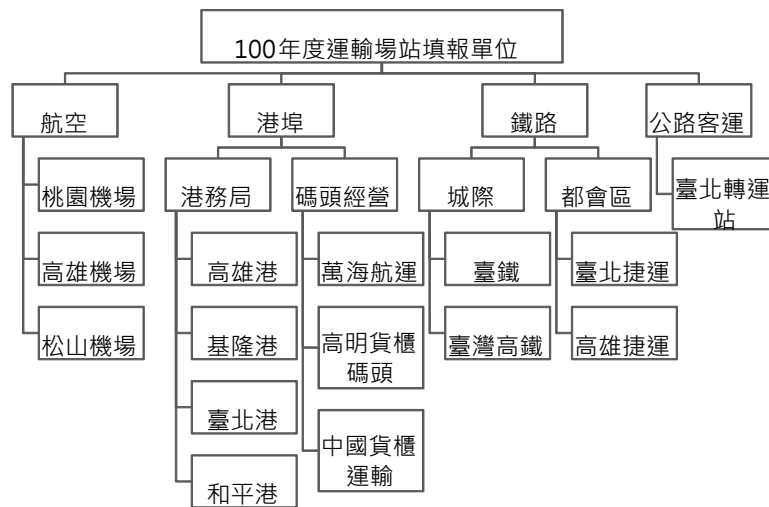 100年度運輸場站填報單位
航空
港埠
鐵路
公路客運
桃園機場
高雄機場
松山機場
港務局
碼頭經營
高雄港
基隆港
臺北港
和平港
萬海航運
高明貨櫃
碼頭
中國貨櫃
運輸
城際
都會區
臺鐵
臺灣高鐵
臺北捷運
高雄捷運
臺北轉運
站